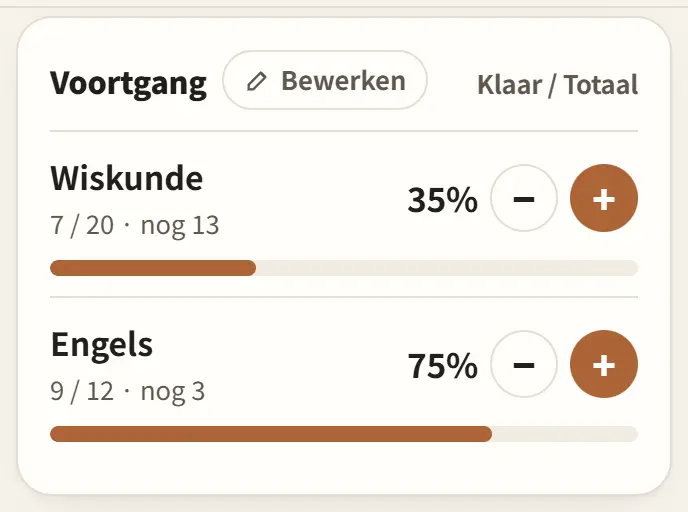 Voortgang Bewerken Klaar / Totaal
Wiskunde
7 / 20 · nog 13
35% − +
Engels
9 / 12 · nog 3
75% − +